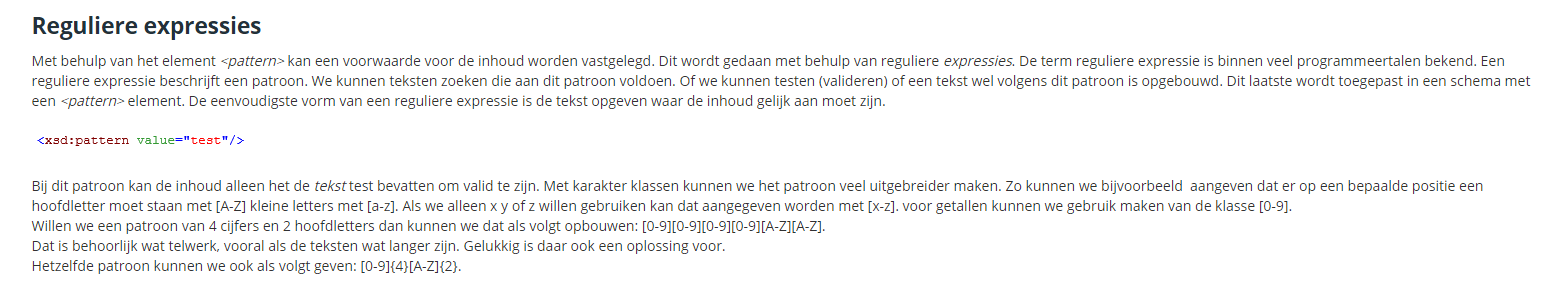 Reguliere expressies
Met behulp van het element <pattern> kan een voorwaarde voor de inhoud worden vastgelegd. Dit wordt gedaan met behulp van reguliere expressies. De term reguliere expressie is binnen veel programmeertalen bekend. Een
reguliere expressie beschrijft een patroon. We kunnen teksten zoeken die aan dit patroon voldoen. Of we kunnen testen (valideren) of een tekst wel volgens dit patroon is opgebouwd. Dit laatste wordt toegepast in een schema met
een <pattern> element. De eenvoudigste vorm van een reguliere expressie is de tekst opgeven waar de inhoud gelijk aan moet zijn.
<xsd:pattern value="test"/>
Bij dit patroon kan de inhoud alleen het de tekst test bevatten om valid te zijn. Met karakter klassen kunnen we het patroon veel uitgebreider maken. Zo kunnen we bijvoorbeeld  aangeven dat er op een bepaalde positie een
hoofdletter moet staan met [A-Z] kleine letters met [a-z]. Als we alleen x y of z willen gebruiken kan dat aangegeven worden met [x-z]. voor getallen kunnen we gebruik maken van de klasse [0-9].
Willen we een patroon van 4 cijfers en 2 hoofdletters dan kunnen we dat als volgt opbouwen: [0-9][0-9][0-9][0-9][A-Z][A-Z].
Dat is behoorlijk wat telwerk, vooral als de teksten wat langer zijn. Gelukkig is daar ook een oplossing voor.
Hetzelfde patroon kunnen we ook als volgt geven: [0-9]{4}[A-Z]{2}.